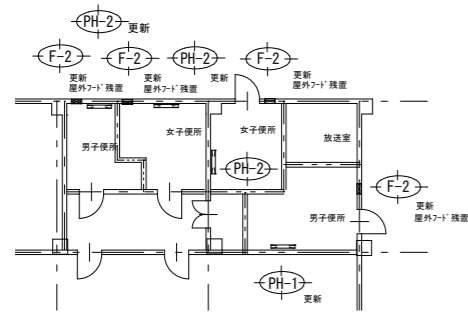 PH-2 更新
F-2
F-2
PH-2
F-2
更新
屋外ﾌｰﾄﾞ残置
更新
屋外ﾌｰﾄﾞ残置
更新
更新
屋外ﾌｰﾄﾞ残置
男子便所
女子便所
女子便所
放送室
PH-2
F-2
更新
屋外ﾌｰﾄﾞ残置
男子便所
PH-1
更新